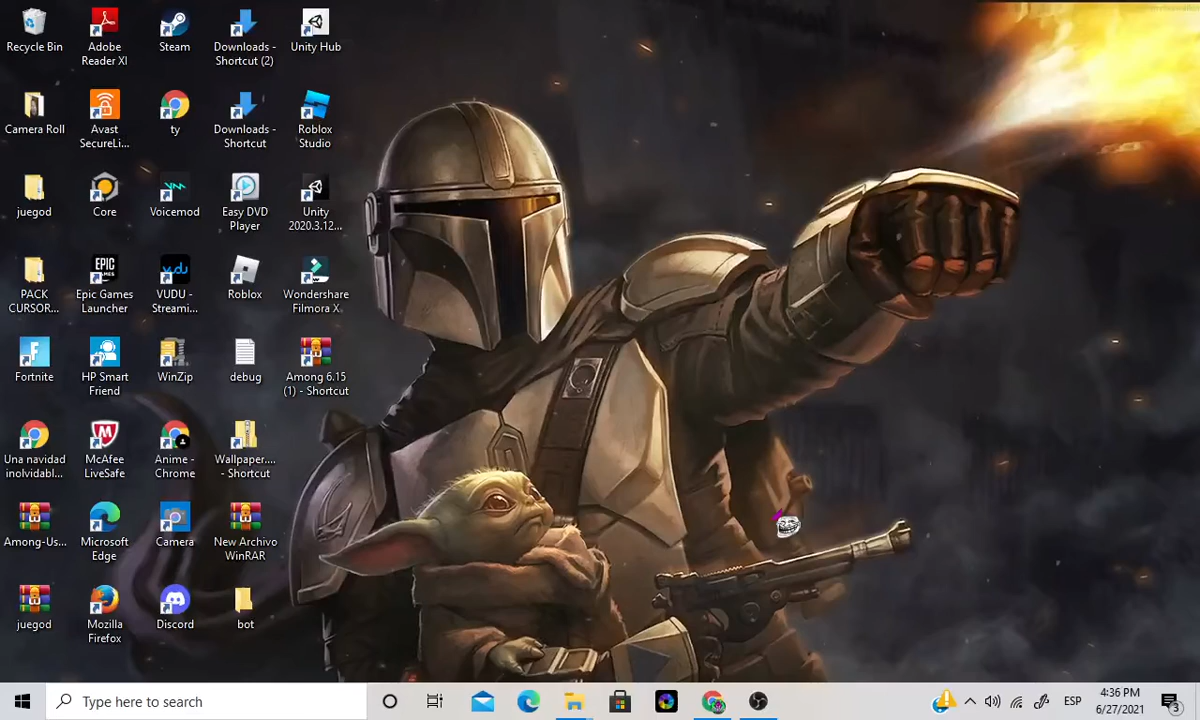 Recycle Bin
Adobe Reader XI
Steam
Downloads - Shortcut (2)
Unity Hub
Camera Roll
Avast SecureLi...
ty
Downloads - Shortcut
Roblox Studio
juegod
Core
Voicemod
Easy DVD Player
Unity 2020.3.12...
PACK CURSOR...
EPIC GAMES
Epic Games Launcher
vdu
VUDU - Streami...
Roblox
Wondershare Filmora X
Fortnite
HP Smart Friend
WinZip
debug
Among 6.15 (1) - Shortcut
Una navidad inolvidabl...
McAfee LiveSafe
Anime - Chrome
Wallpaper.... - Shortcut
Among-Us...
Microsoft Edge
Camera
New Archivo WinRAR
juegod
Mozilla Firefox
Discord
bot
Type here to search
ESP
4:36 PM
6/27/2021
3